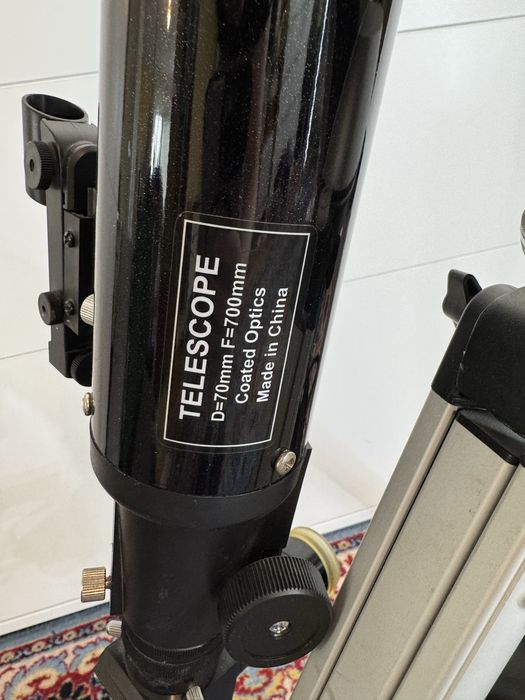 TELESCOPE
D=70mm F=700mm
Coated Optics
Made in China